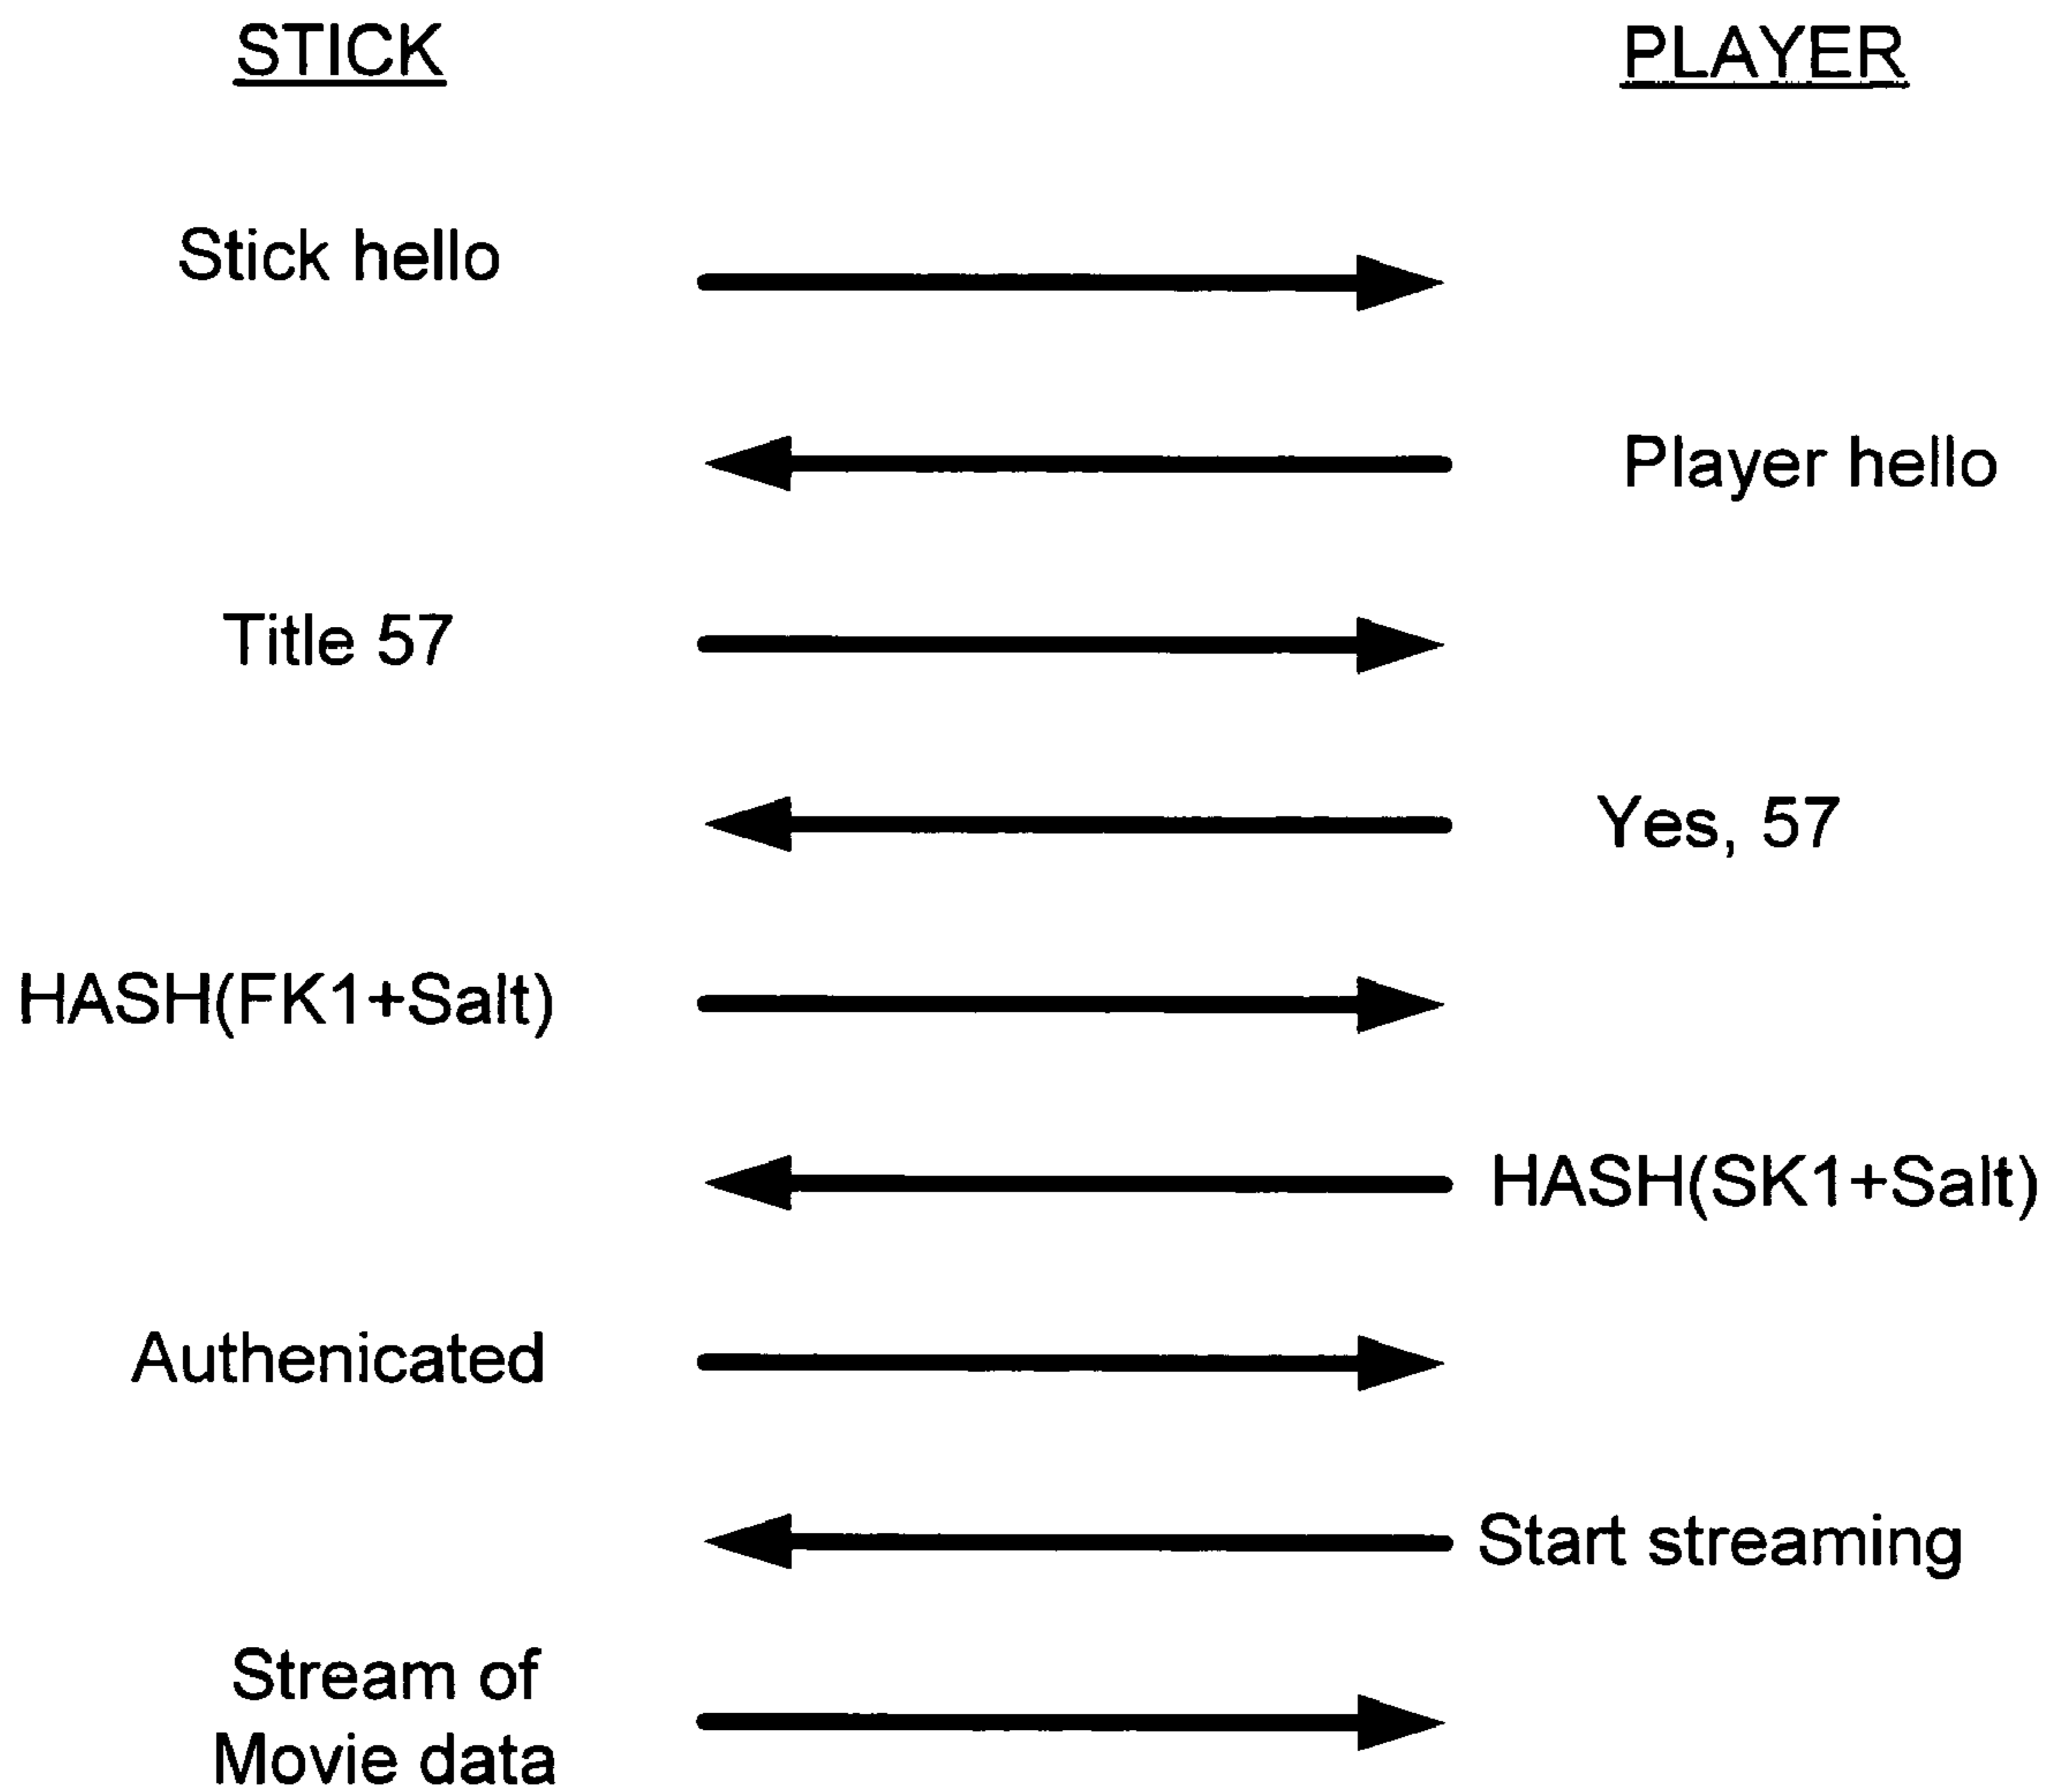 STICK
PLAYER
Stick hello
Player hello
Title 57
Yes, 57
HASH(FK1+Salt)
HASH(SK1+Salt)
Authenicated
Start streaming
Stream of
Movie data